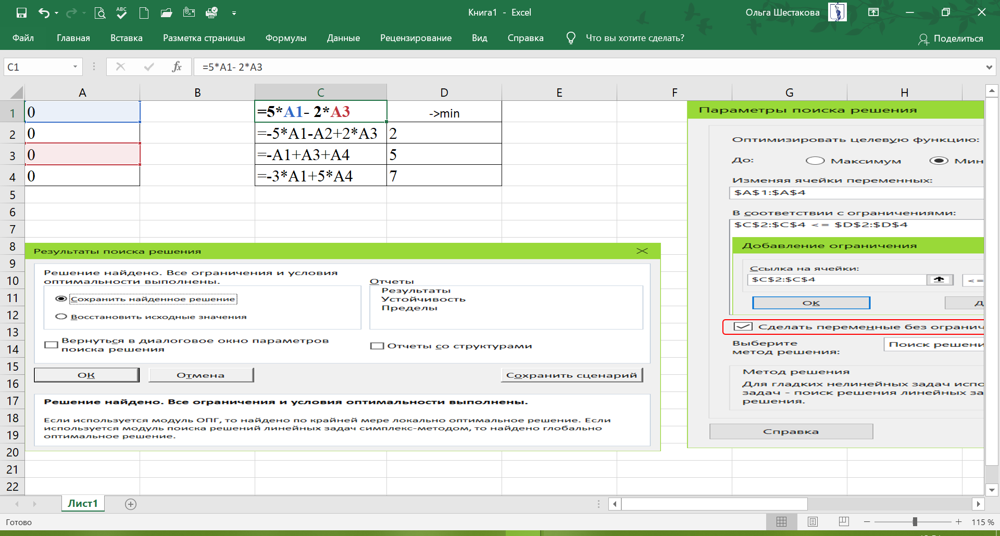 ABC
Книга1 - Excel
Ольга Шестакова
Файл Главная Вставка Разметка страницы Формулы Данные Рецензирование Вид Справка Что вы хотите сделать? Поделиться
C1 fx =5*A1- 2*A3
A B C D E F G H
1 0 =5*A1- 2*A3 ->min
2 0 =-5*A1-A2+2*A3 2
3 0 =-A1+A3+A4 5
4 0 =-3*A1+5*A4 7
5
6
7
8
9
10
11
12
13
14
15
16
17
18
19
20
21
22
Результаты поиска решения
Решение найдено. Все ограничения и условия
оптимальности выполнены.
Сохранить найденное решение
Восстановить исходные значения
Отчеты
Результаты
Устойчивость
Пределы
Вернуться в диалоговое окно параметров
поиска решения
Отчеты со структурами
ОК Отмена Сохранить сценарий
Решение найдено. Все ограничения и условия оптимальности выполнены.
Если используется модуль ОПГ, то найдено по крайней мере локально оптимальное решение. Если
используется модуль поиска решений линейных задач симплекс-методом, то найдено глобально
оптимальное решение.
Параметры поиска решения
Оптимизировать целевую функцию:
До: Максимум Мин
Изменяя ячейки переменных:
$A$1:$A$4
В соответствии с ограничениями:
$C$2:$C$4 <= $D$2:$D$4
Добавление ограничения
Ссылка на ячейки:
$C$2:$C$4 <=
ОК Д
Сделать переменные без огранич
Выберите
метод решения:
Поиск решени
Метод решения
Для гладких нелинейных задач испо
задач - поиск решения линейных за
решения.
Справка
Лист1
Готово
115 %